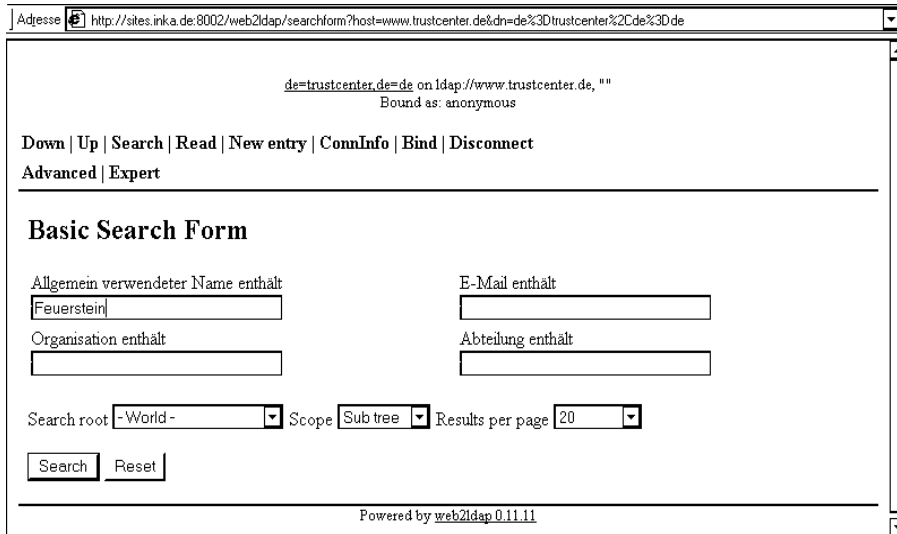 Adresse http://sites.inka.de:8002/web2ldap/searchform?host=www.trustcenter.de&dn=de%3Dtrustcenter%2Cde%3Dde
de=trustcenter,de=de on ldap://www.trustcenter.de, ""
Bound as: anonymous
Down | Up | Search | Read | New entry | ConnInfo | Bind | Disconnect
Advanced | Expert
Basic Search Form
Allgemein verwendeter Name enthält E-Mail enthält
Feuerstein
Organisation enthält Abteilung enthält
Search root - World - Scope Sub tree Results per page 20
Search Reset
Powered by web2ldap 0.11.11